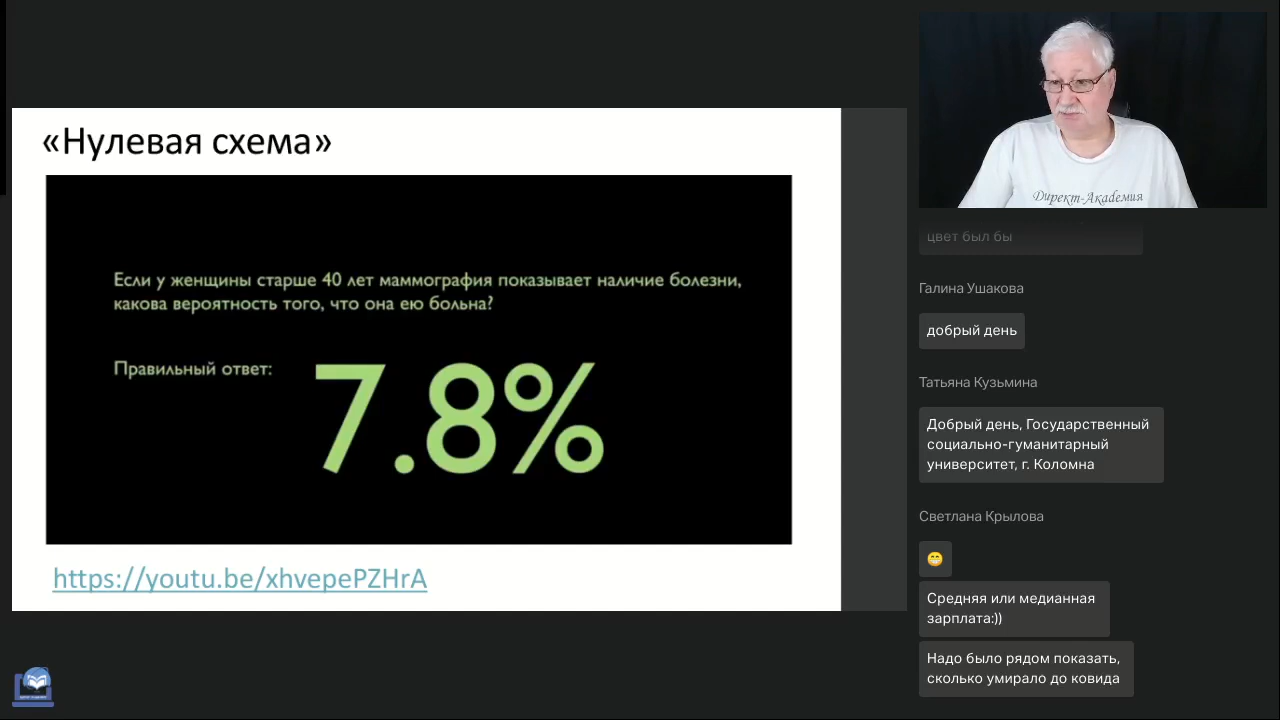 «Нулевая схема»
Если у женщины старше 40 лет маммография показывает наличие болезни,
какова вероятность того, что она ею больна?
Правильный ответ:
7.8%
https://youtu.be/xhvepePZHrA
Директ-Академия
цвет был бы
Галина Ушакова
добрый день
Татьяна Кузьмина
Добрый день, Государственный
социально-гуманитарный
университет, г. Коломна
Светлана Крылова
😁
Средняя или медианная
зарплата:))
Надо было рядом показать,
сколько умирало до ковида